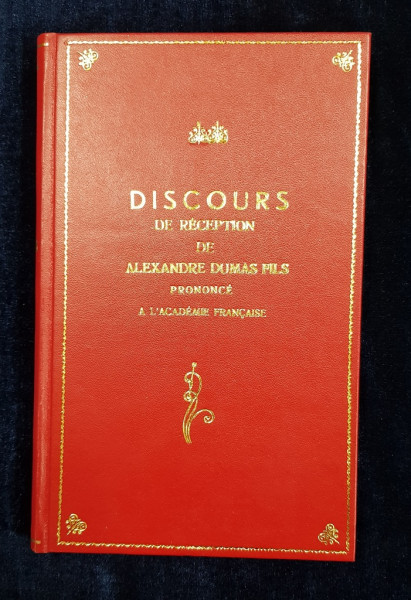 DISCOURS
DE RÉCEPTION
DE
ALEXANDRE DUMAS FILS
PRONONCÉ
A L'ACADÉMIE FRANÇAISE